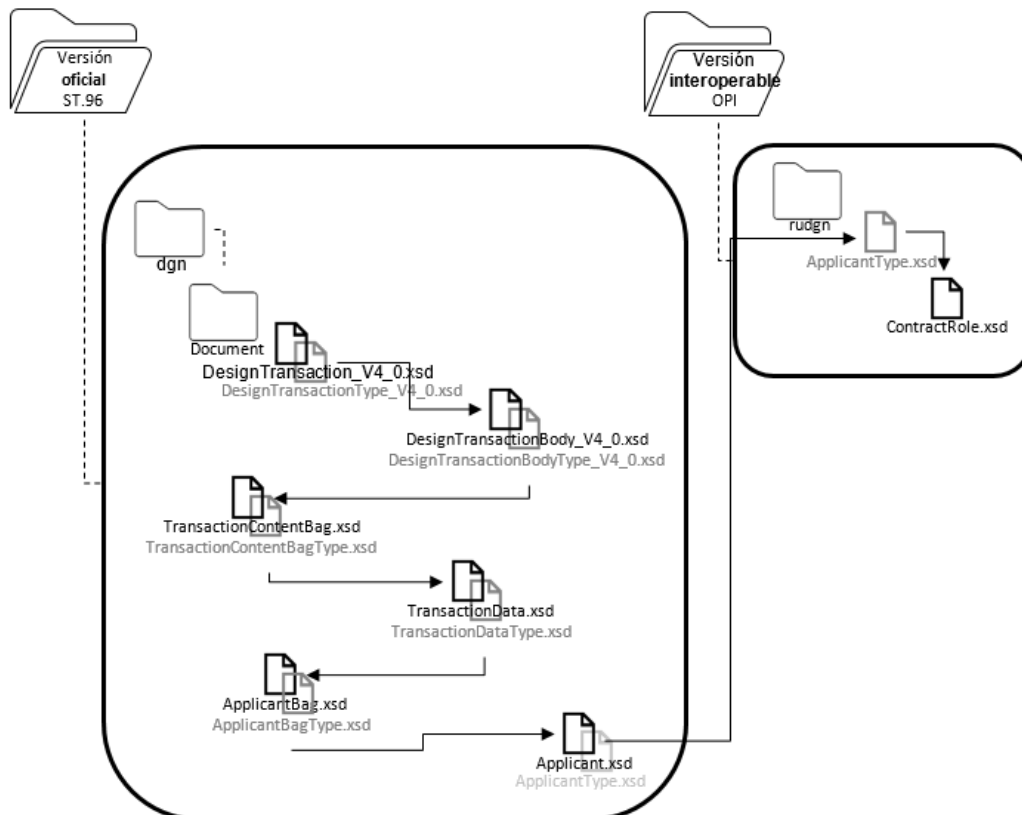 Versión
oficial
ST.96
Versión
interoperable
OPI
dgn
Document
DesignTransaction_V4_0.xsd
DesignTransactionType_V4_0.xsd
DesignTransactionBody_V4_0.xsd
DesignTransactionBodyType_V4_0.xsd
TransactionContentBag.xsd
TransactionContentBagType.xsd
TransactionData.xsd
TransactionDataType.xsd
ApplicantBag.xsd
ApplicantBagType.xsd
Applicant.xsd
ApplicantType.xsd
rudgn
ApplicantType.xsd
ContractRole.xsd